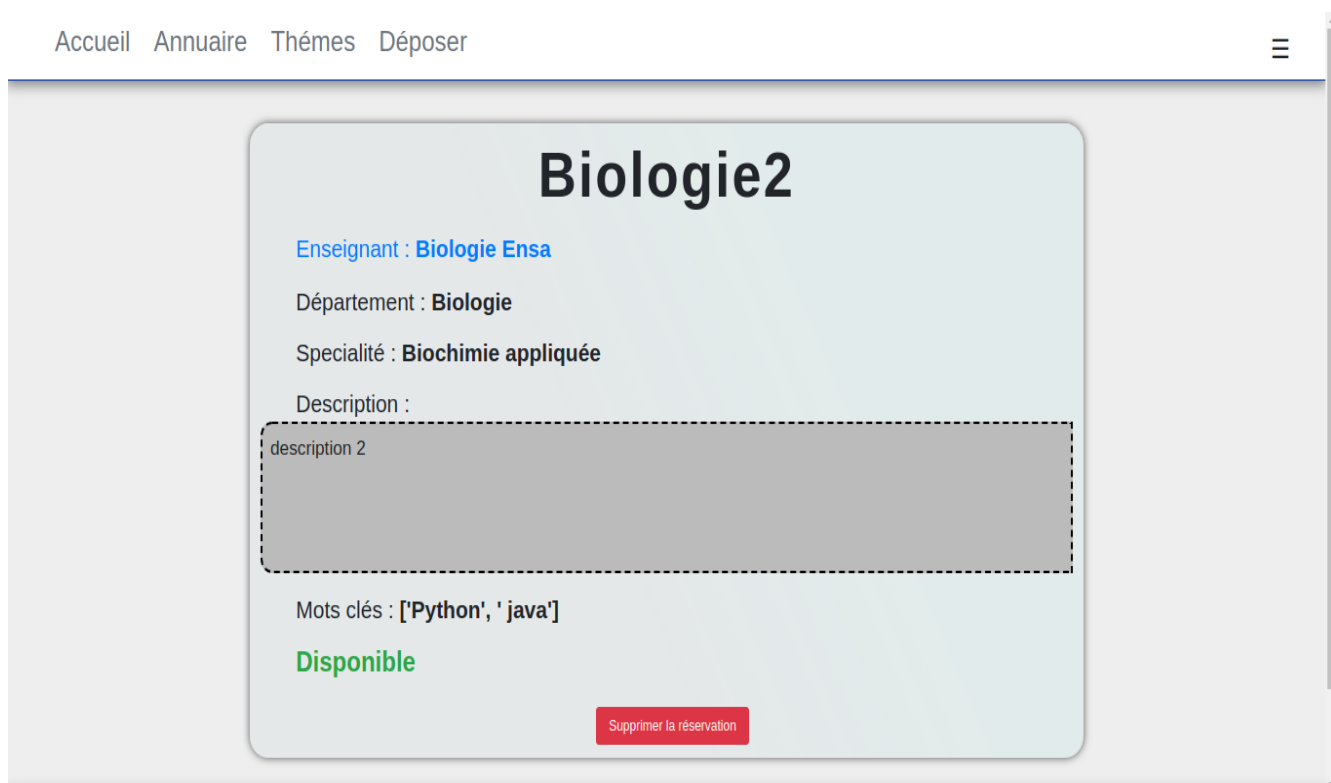 Accueil Annuaire Thémes Déposer
Biologie2
Enseignant : Biologie Ensa
Département : Biologie
Specialité : Biochimie appliquée
Description :
description 2
Mots clés : ['Python', ' java']
Disponible
Supprimer la réservation